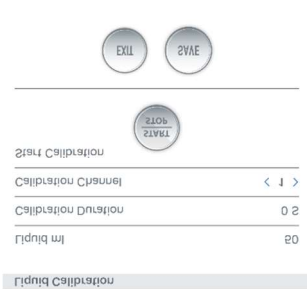 Liquid Calibration
Liquid ml 50
Calibration Duration 0 S
Calibration Channel < 1 >
Start Calibration
START
STOP
EXIT SAVE